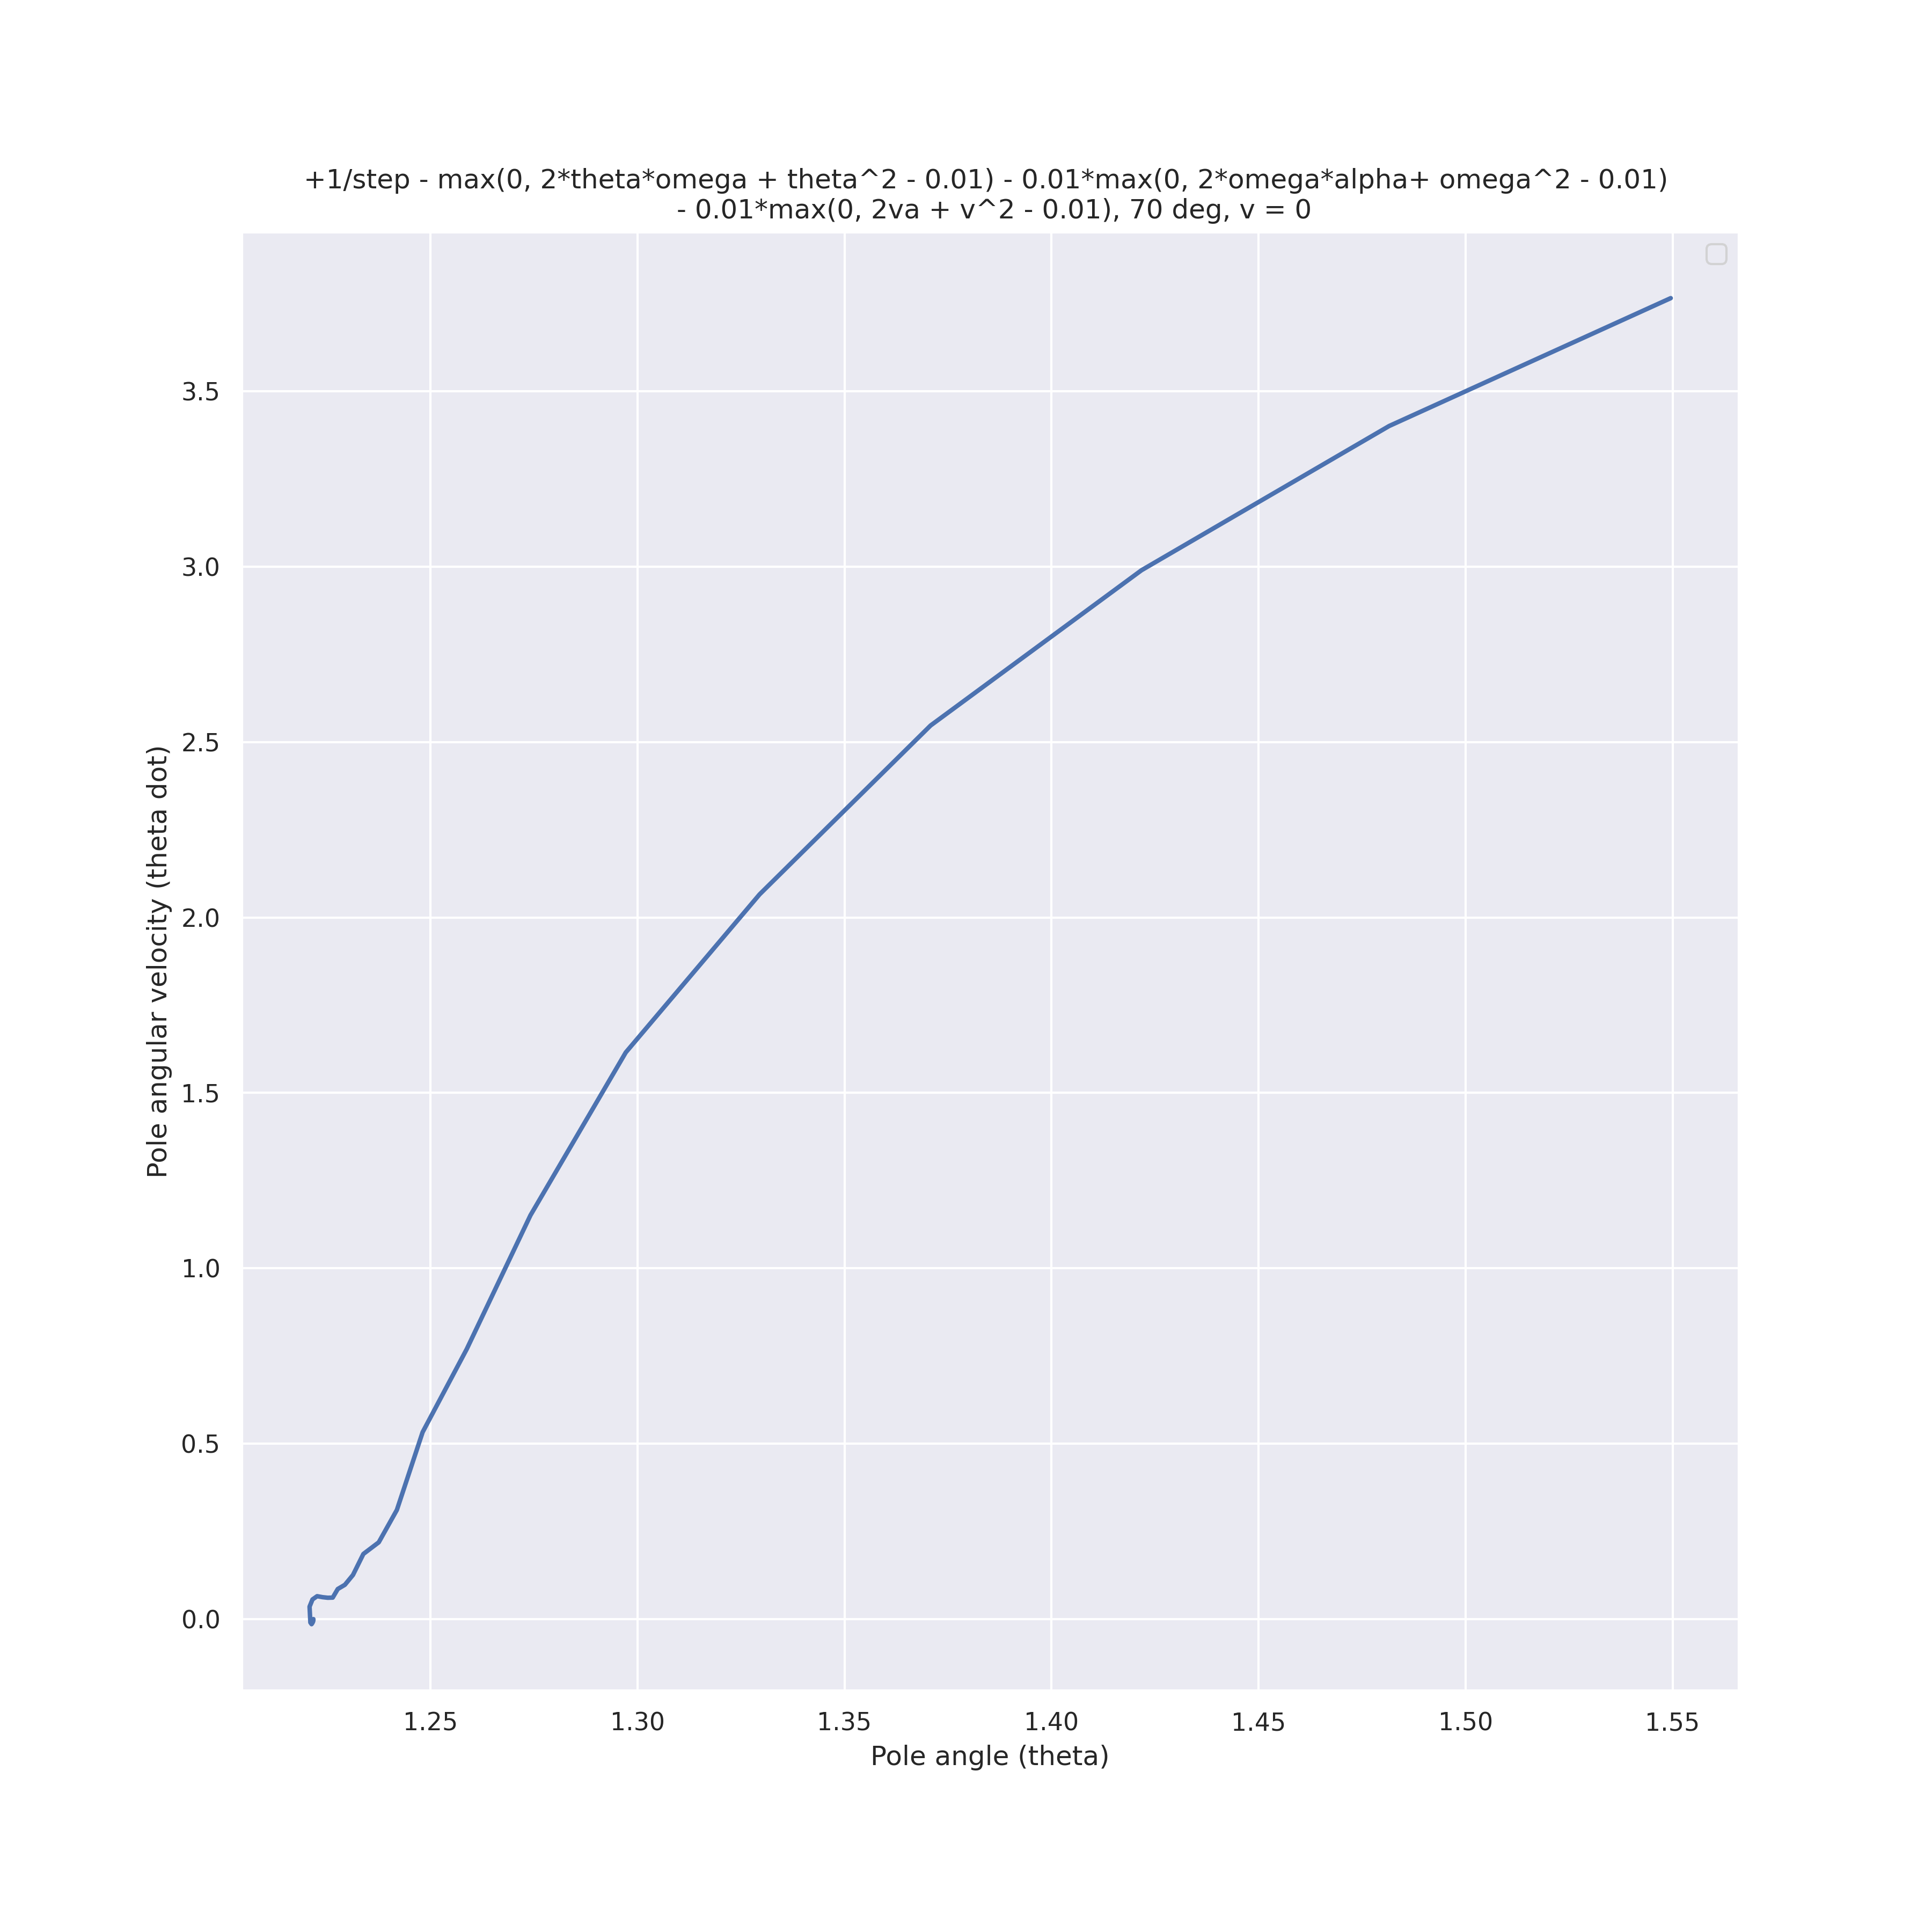 +1/step - max(0, 2*theta*omega + theta^2 - 0.01) - 0.01*max(0, 2*omega*alpha+ omega^2 - 0.01)
- 0.01*max(0, 2va + v^2 - 0.01), 70 deg, v = 0
3.5
3.0
2.5
2.0
1.5
1.0
0.5
0.0
Pole angular velocity (theta dot)
1.25 1.30 1.35 1.40 1.45 1.50 1.55
Pole angle (theta)